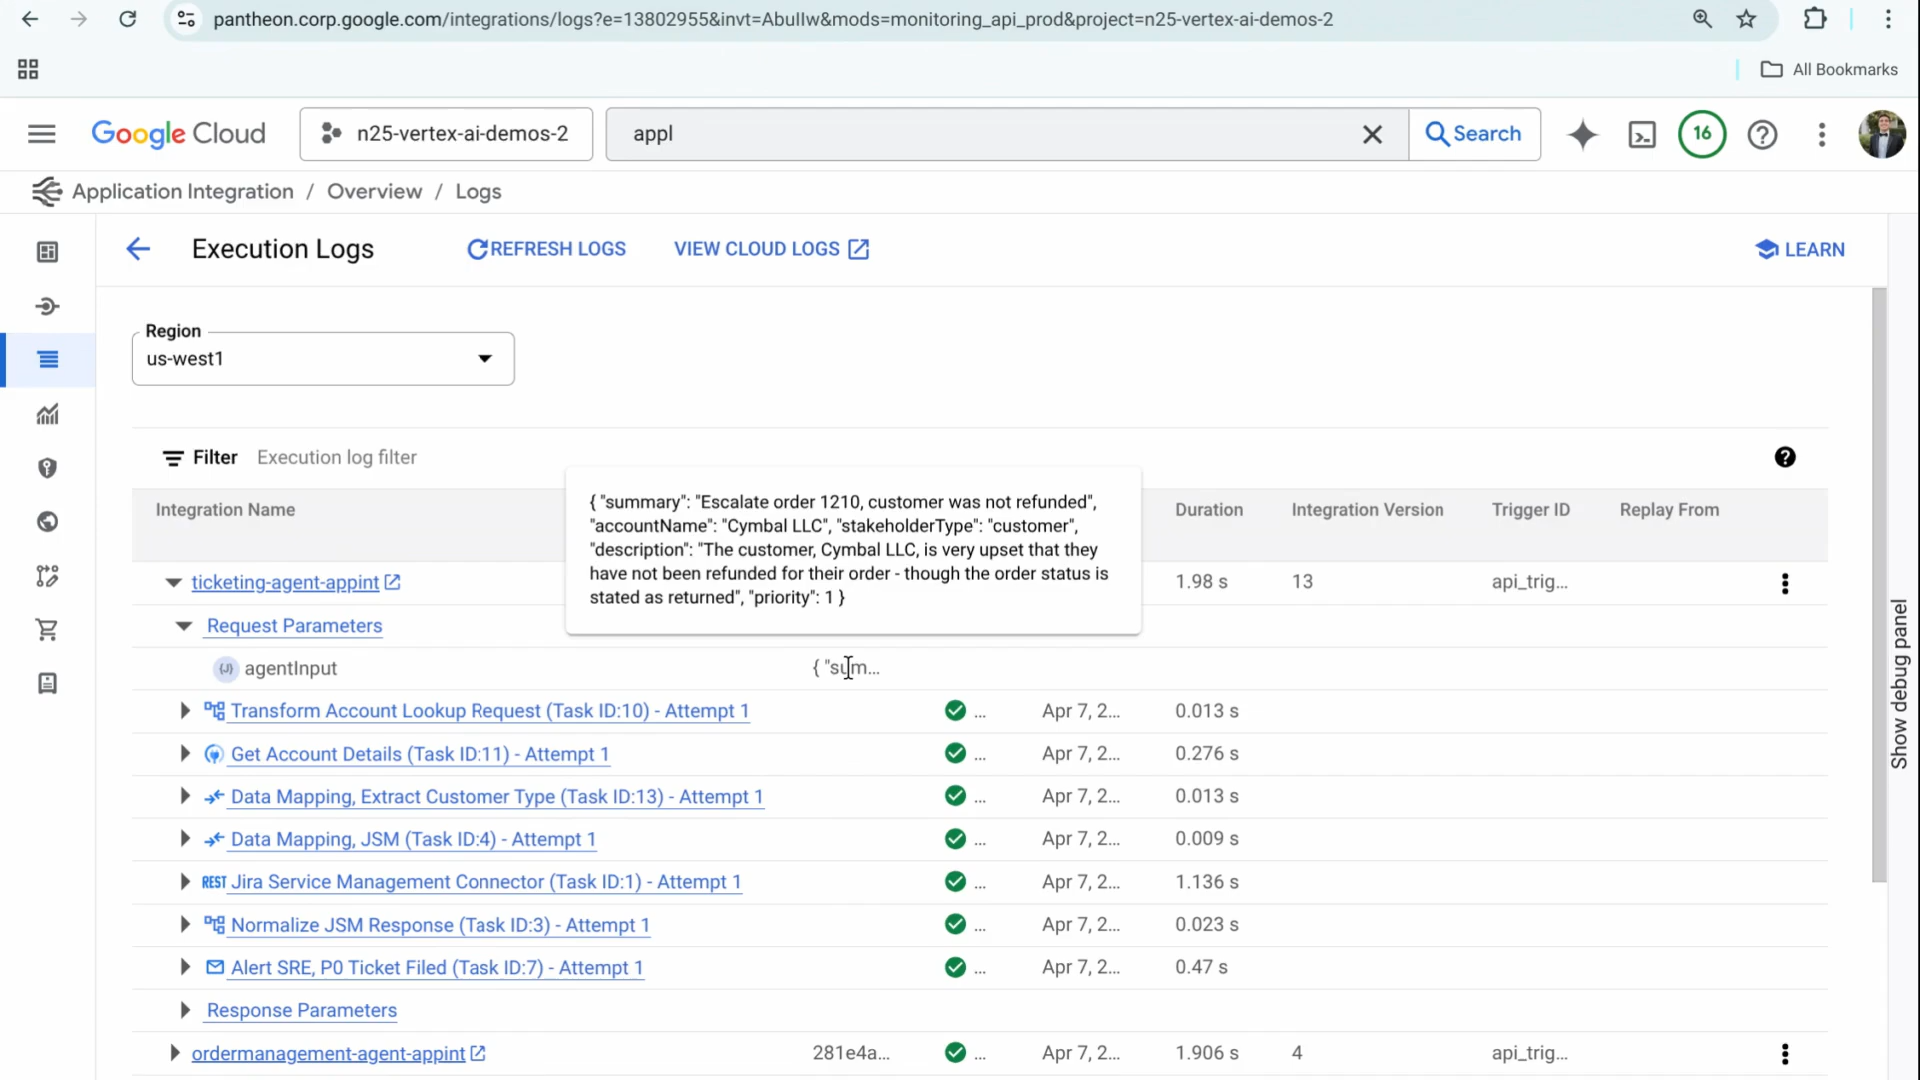 pantheon.corp.google.com/integrations/logs?e=13802955&invt=AbuIIw&mods=monitoring_api_prod&project=n25-vertex-ai-demos-2
All Bookmarks
Google Cloud
n25-vertex-ai-demos-2
appl
Search
16
Application Integration / Overview / Logs
Execution Logs
REFRESH LOGS
VIEW CLOUD LOGS
LEARN
Region
us-west1
Filter Execution log filter
{ "summary": "Escalate order 1210, customer was not refunded",
"accountName": "Cymbal LLC", "stakeholderType": "customer",
"description": "The customer, Cymbal LLC, is very upset that they
have not been refunded for their order - though the order status is
stated as returned", "priority": 1 }
Integration Name Duration Integration Version Trigger ID Replay From
ticketing-agent-appint 1.98 s 13 api_trig...
Request Parameters
{J} agentInput { "sum...
Transform Account Lookup Request (Task ID:10) - Attempt 1 ... Apr 7, 2... 0.013 s
Get Account Details (Task ID:11) - Attempt 1 ... Apr 7, 2... 0.276 s
Data Mapping, Extract Customer Type (Task ID:13) - Attempt 1 ... Apr 7, 2... 0.013 s
Data Mapping, JSM (Task ID:4) - Attempt 1 ... Apr 7, 2... 0.009 s
REST Jira Service Management Connector (Task ID:1) - Attempt 1 ... Apr 7, 2... 1.136 s
Normalize JSM Response (Task ID:3) - Attempt 1 ... Apr 7, 2... 0.023 s
Alert SRE, P0 Ticket Filed (Task ID:7) - Attempt 1 ... Apr 7, 2... 0.47 s
Response Parameters
ordermanagement-agent-appint 281e4a... ... Apr 7, 2... 1.906 s 4 api_trig...
Show debug panel